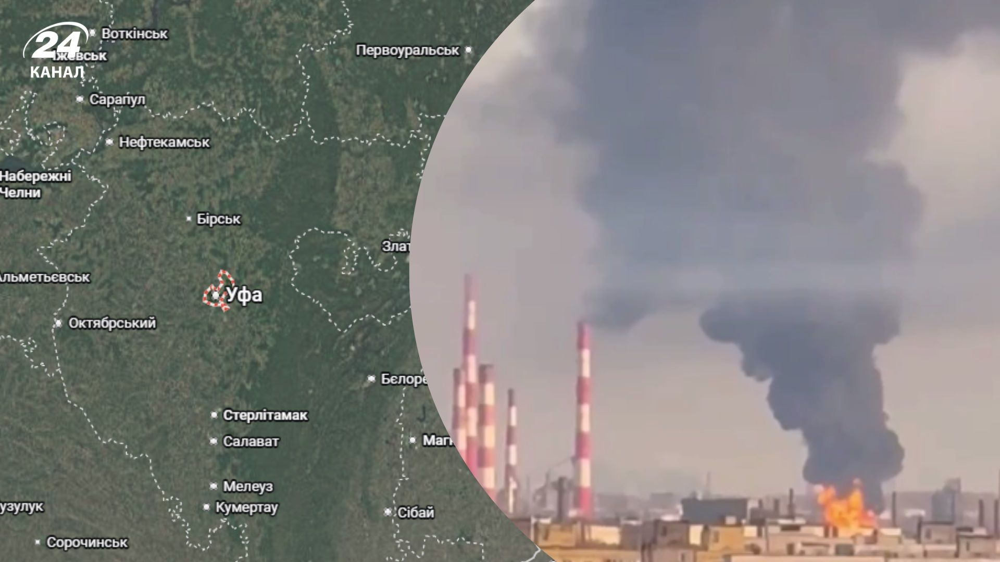 24
КАНАЛ
Воткінськ
Іжевськ
Первоуральськ
Сарапул
Нефтекамськ
Набережні
Челни
Бірськ
Злат
Альметьєвськ
Уфа
Октябрський
Бєлоре
Стерлітамак
Салават
Магн
Мелеуз
Кумертау
узулук
Сібай
Сорочинськ